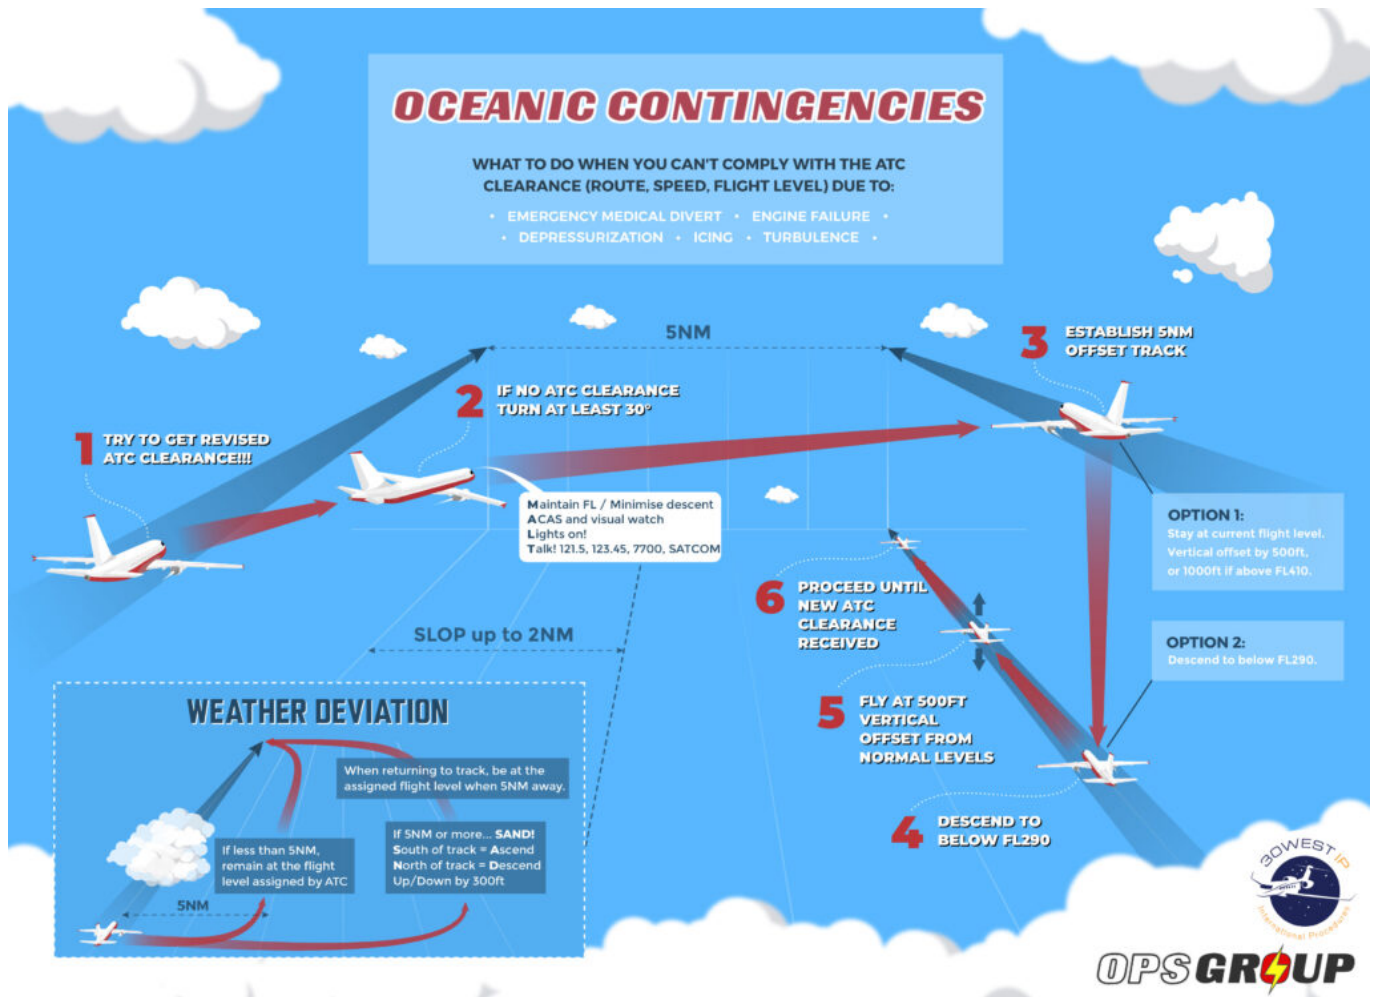 OCEANIC CONTINGENCIES
WHAT TO DO WHEN YOU CAN'T COMPLY WITH THE ATC
CLEARANCE (ROUTE, SPEED, FLIGHT LEVEL) DUE TO:
• EMERGENCY MEDICAL DIVERT • ENGINE FAILURE •
• DEPRESSURIZATION • ICING • TURBULENCE •
5NM
1
TRY TO GET REVISED
ATC CLEARANCE!!!
2
IF NO ATC CLEARANCE
TURN AT LEAST 30°
Maintain FL / Minimise descent
ACAS and visual watch
Lights on!
Talk! 121.5, 123.45, 7700, SATCOM
3
ESTABLISH 5NM
OFFSET TRACK
OPTION 1:
Stay at current flight level.
Vertical offset by 500ft,
or 1000ft if above FL410.
OPTION 2:
Descend to below FL290.
4
DESCEND TO
BELOW FL290
5
FLY AT 500FT
VERTICAL
OFFSET FROM
NORMAL LEVELS
6
PROCEED UNTIL
NEW ATC
CLEARANCE
RECEIVED
SLOP up to 2NM
WEATHER DEVIATION
When returning to track, be at the
assigned flight level when 5NM away.
If less than 5NM,
remain at the flight
level assigned by ATC
If 5NM or more... SAND!
South of track = Ascend
North of track = Descend
Up/Down by 300ft
5NM
30WEST IP
International Procedures
OPSGROUP